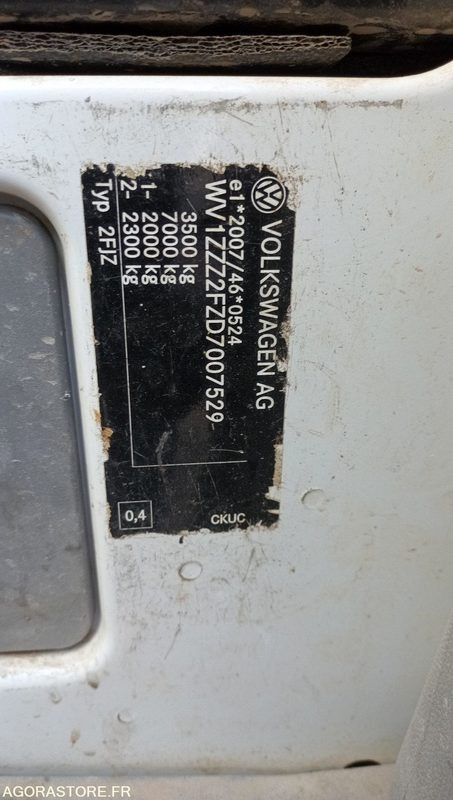 VOLKSWAGEN AG
e1*2007/46*0524
WV1ZZZ2FZD7007529
3500 kg
7000 kg
1- 2000 kg
2- 2300 kg
Typ 2FJZ
CKUC
0,4
AGORASTORE.FR